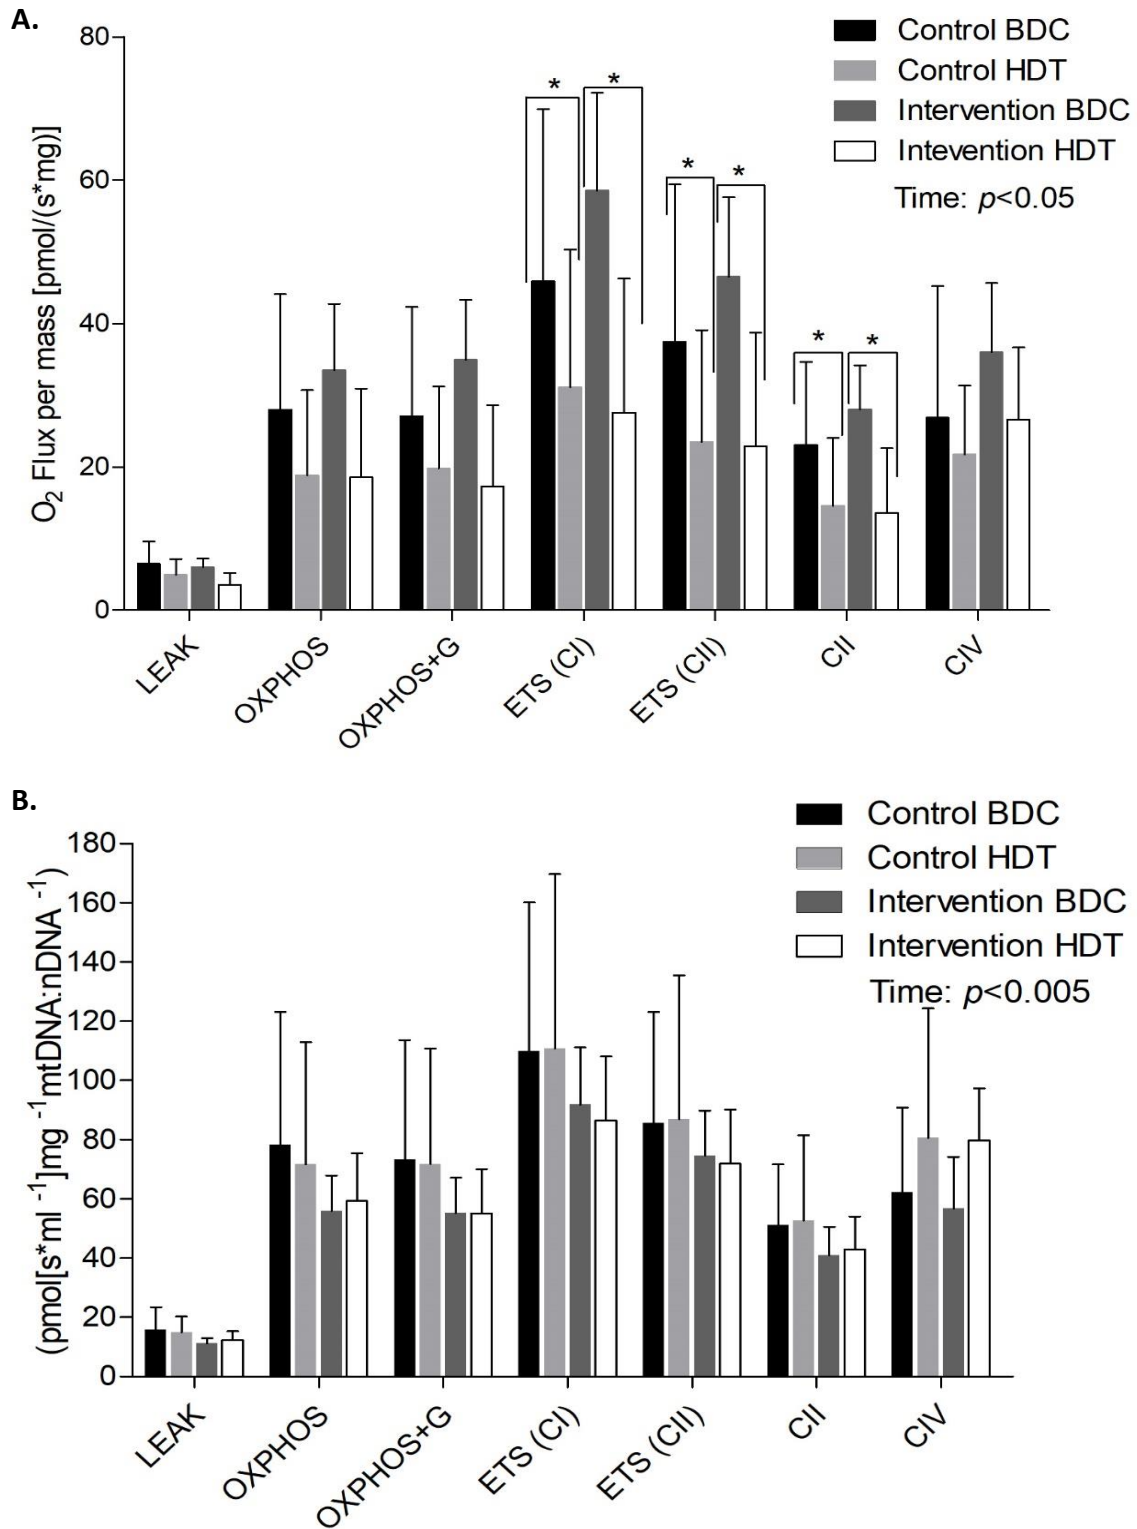 A.
80
60
40
20
0
O2 Flux per mass [pmol/(s*mg)]
Control BDC
Control HDT
Intervention BDC
Intevention HDT
Time: p<0.05
* *
* *
* *
LEAK
OXPHOS
OXPHOS+G
ETS (CI)
ETS (CII)
CII
CIV
B.
180
160
140
120
100
80
60
40
20
0
(pmol[s*ml -1]mg -1mtDNA:nDNA -1)
Control BDC
Control HDT
Intervention BDC
Intervention HDT
Time: p<0.005
LEAK
OXPHOS
OXPHOS+G
ETS (CI)
ETS (CII)
CII
CIV